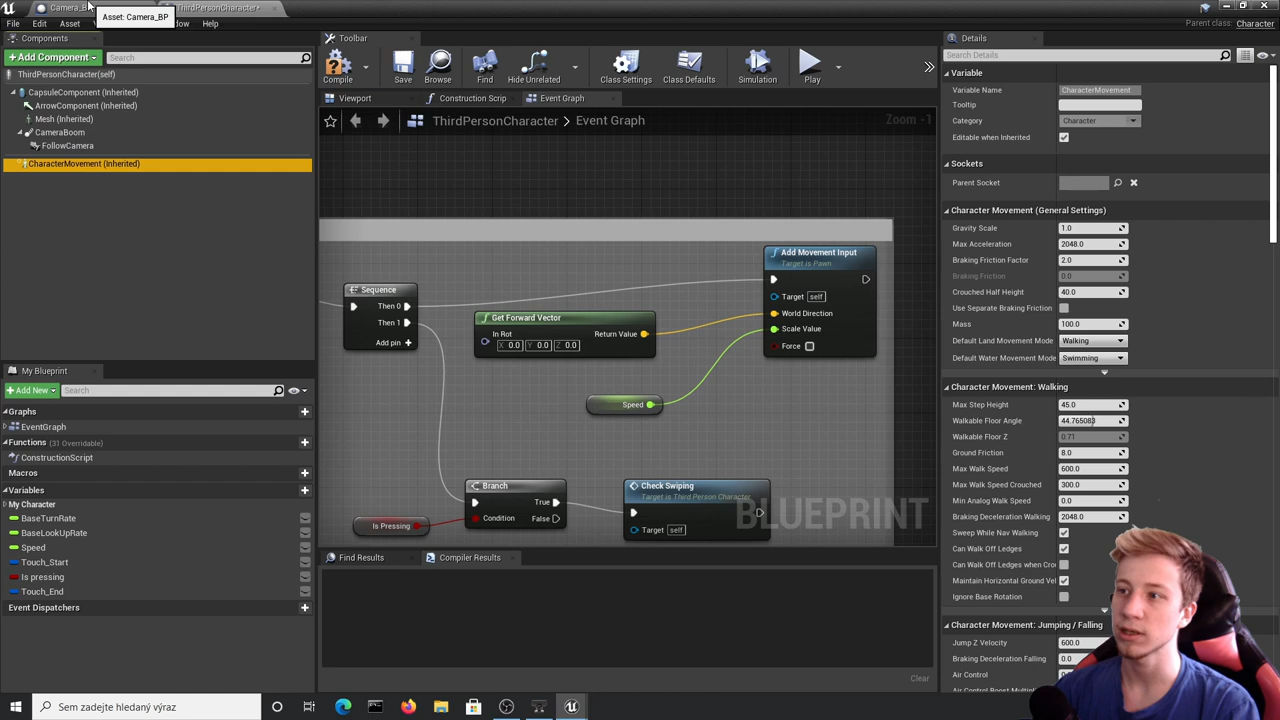 Camera_BP
ThirdPersonCharacter*
Asset: Camera_BP
File Edit Asset Window Help
Parent class: Character
Components
+Add Component
Search
ThirdPersonCharacter(self)
CapsuleComponent (Inherited)
ArrowComponent (Inherited)
Mesh (Inherited)
CameraBoom
FollowCamera
CharacterMovement (Inherited)
My Blueprint
+Add New
Search
Graphs
EventGraph
Functions (31 Overridable)
ConstructionScript
Macros
Variables
My Character
BaseTurnRate
BaseLookUpRate
Speed
Touch_Start
Is pressing
Touch_End
Event Dispatchers
Toolbar
Compile
Save
Browse
Find
Hide Unrelated
Class Settings
Class Defaults
Simulation
Play
Viewport
Construction Scrip
Event Graph
ThirdPersonCharacter > Event Graph
Zoom -1
Sequence
Then 0
Then 1
Add pin
Get Forward Vector
In Rot
X 0.0 Y 0.0 Z 0.0
Return Value
Add Movement Input
Target is Pawn
Target self
World Direction
Scale Value
Force
Speed
Branch
True
Condition
False
Is Pressing
Check Swiping
Target is Third Person Character
Target self
BLUEPRINT
Find Results
Compiler Results
Clear
Details
Search Details
Variable
Variable Name CharacterMovement
Tooltip
Category Character
Editable when Inherited
Sockets
Parent Socket
Character Movement (General Settings)
Gravity Scale 1.0
Max Acceleration 2048.0
Braking Friction Factor 2.0
Braking Friction 0.0
Crouched Half Height 40.0
Use Separate Braking Friction
Mass 100.0
Default Land Movement Mode Walking
Default Water Movement Mode Swimming
Character Movement: Walking
Max Step Height 45.0
Walkable Floor Angle 44.765083
Walkable Floor Z 0.71
Ground Friction 8.0
Max Walk Speed 600.0
Max Walk Speed Crouched 300.0
Min Analog Walk Speed 0.0
Braking Deceleration Walking 2048.0
Sweep While Nav Walking
Can Walk Off Ledges
Can Walk Off Ledges when Cro
Maintain Horizontal Ground Vel
Ignore Base Rotation
Character Movement: Jumping / Falling
Jump Z Velocity 600.0
Braking Deceleration Falling 0.0
Air Control
Air Control Boost Multipli
Sem zadejte hledaný výraz